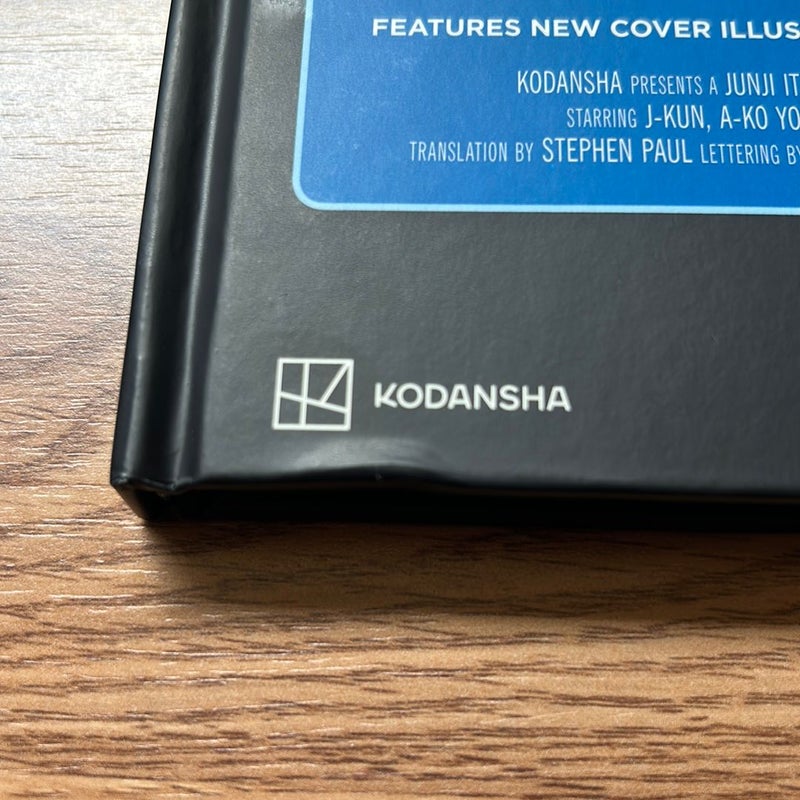 FEATURES NEW COVER ILLUS
KODANSHA PRESENTS A JUNJI IT
STARRING J-KUN, A-KO YO
TRANSLATION BY STEPHEN PAUL LETTERING BY
KODANSHA